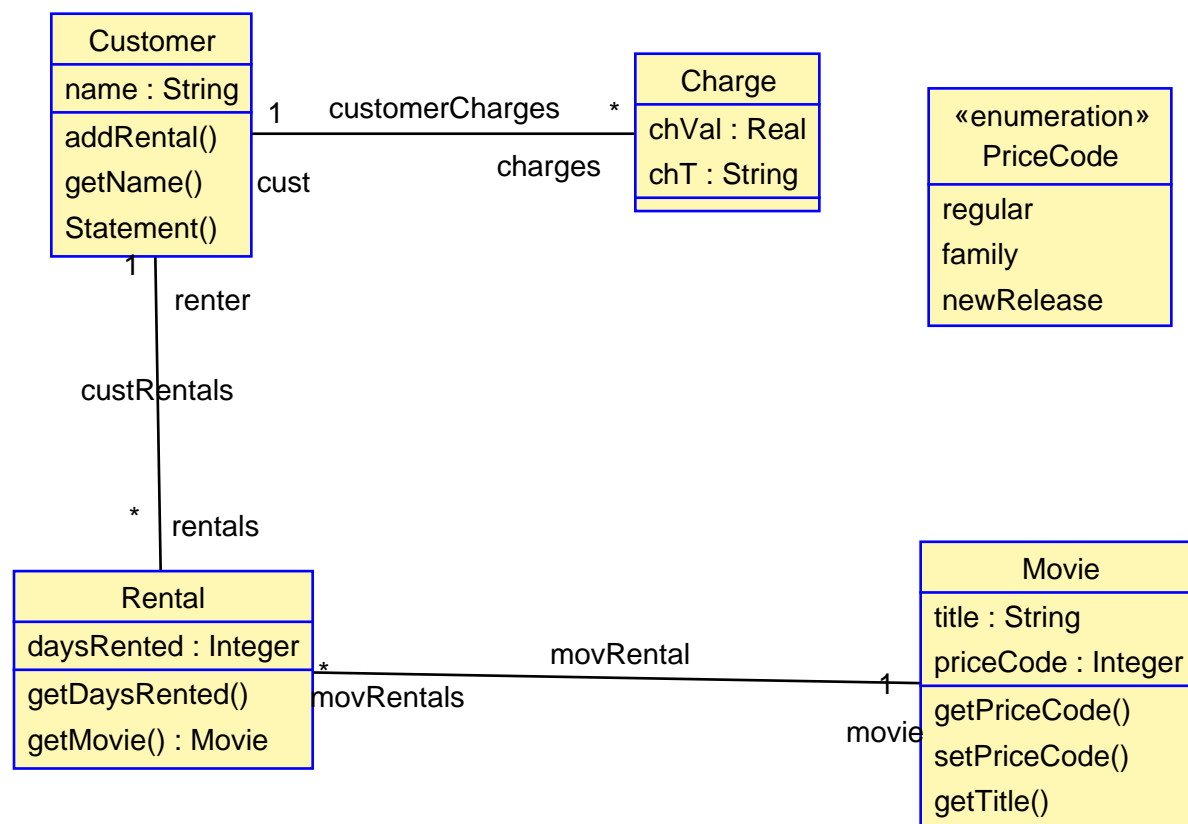 Customer
name : String
addRental()
getName()
Statement()
1
customerCharges
*
cust
charges
Charge
chVal : Real
chT : String
«enumeration»
PriceCode
regular
family
newRelease
1
renter
custRentals
*
rentals
Rental
daysRented : Integer
getDaysRented()
getMovie() : Movie
*
movRental
movRentals
1
movie
Movie
title : String
priceCode : Integer
getPriceCode()
setPriceCode()
getTitle()